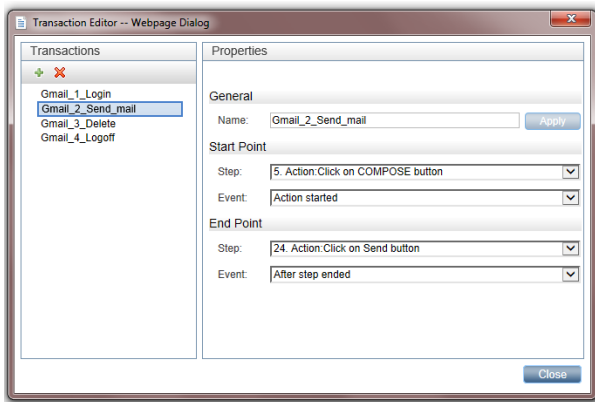 Transaction Editor -- Webpage Dialog
Transactions
Gmail_1_Login
Gmail_2_Send_mail
Gmail_3_Delete
Gmail_4_Logoff
Properties
General
Name: Gmail_2_Send_mail Apply
Start Point
Step: 5. Action:Click on COMPOSE button
Event: Action started
End Point
Step: 24. Action:Click on Send button
Event: After step ended
Close